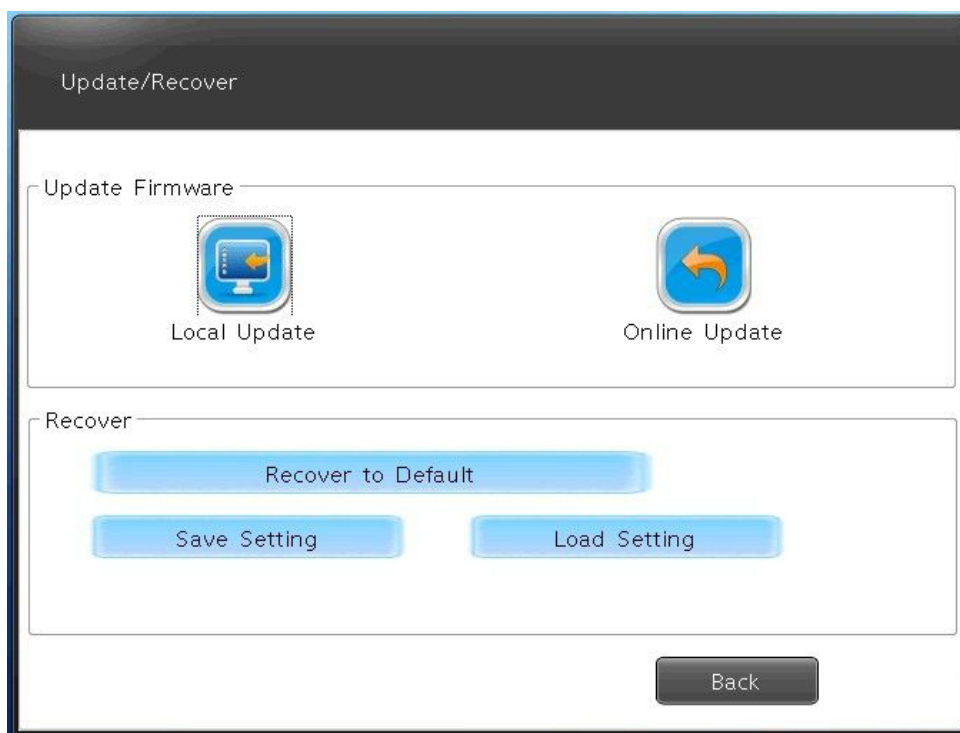 Update/Recover
Update Firmware
Local Update
Online Update
Recover
Recover to Default
Save Setting
Load Setting
Back